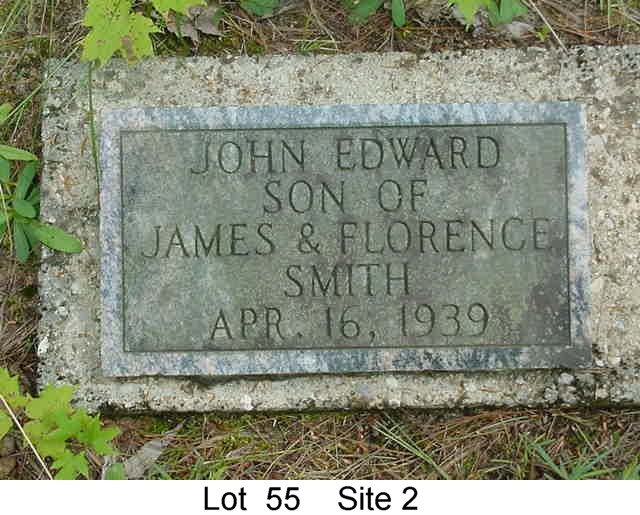 JOHN EDWARD
SON OF
JAMES & FLORENCE
SMITH
APR. 16, 1939
Lot 55 Site 2